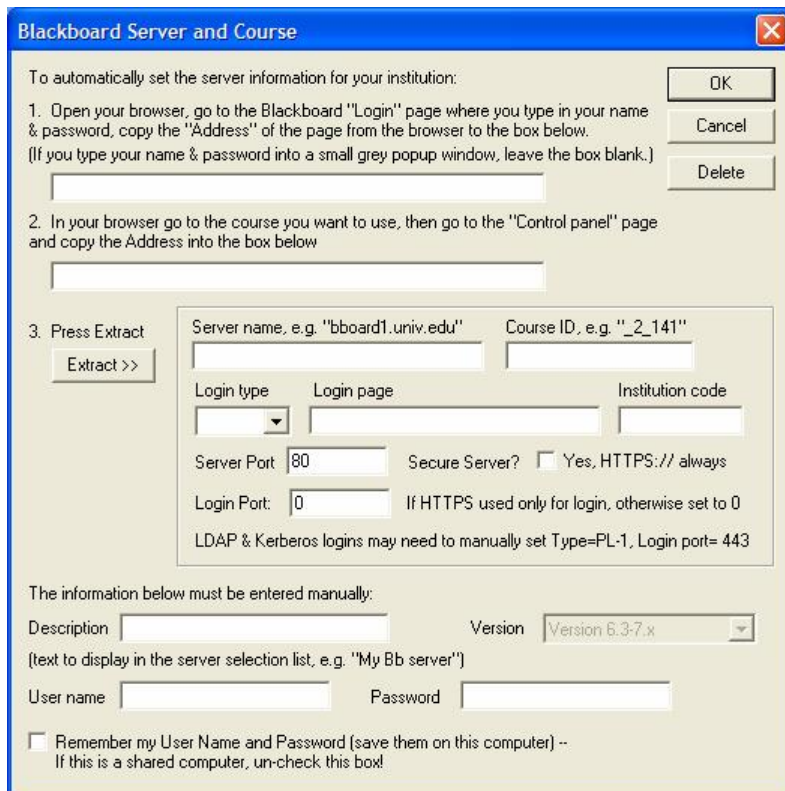 Blackboard Server and Course
To automatically set the server information for your institution:
OK
1. Open your browser, go to the Blackboard "Login" page where you type in your name
& password, copy the "Address" of the page from the browser to the box below.
Cancel
(If you type your name & password into a small grey popup window, leave the box blank.)
Delete
2. In your browser go to the course you want to use, then go to the "Control panel" page
and copy the Address into the box below
3. Press Extract
Extract >>
Server name, e.g. "bboard1.univ.edu" Course ID, e.g. "_2_141"
Login type Login page Institution code
Server Port 80 Secure Server? Yes, HTTPS:// always
Login Port: 0 If HTTPS used only for login, otherwise set to 0
LDAP & Kerberos logins may need to manually set Type=PL-1, Login port= 443
The information below must be entered manually:
Description Version Version 6.3-7.x
(text to display in the server selection list, e.g. "My Bb server")
User name Password
Remember my User Name and Password (save them on this computer) --
If this is a shared computer, un-check this box!